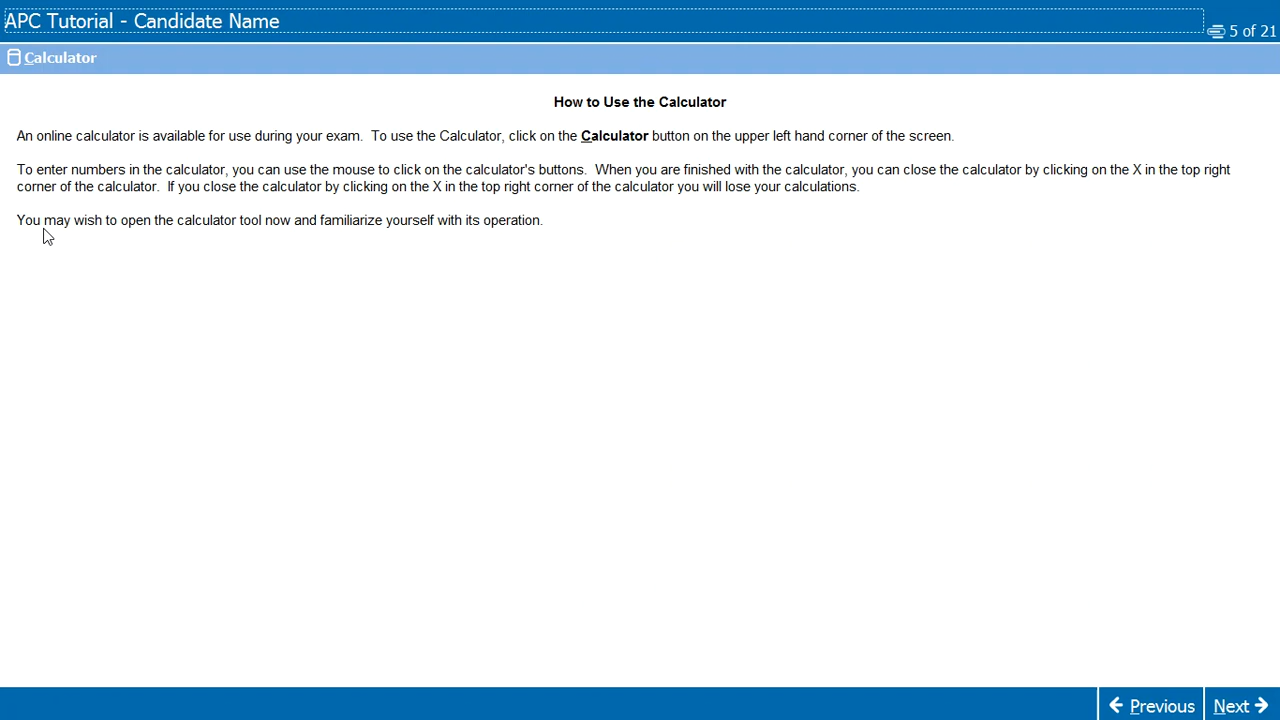 APC Tutorial - Candidate Name
5 of 21
Calculator
How to Use the Calculator
An online calculator is available for use during your exam.  To use the Calculator, click on the Calculator button on the upper left hand corner of the screen.
To enter numbers in the calculator, you can use the mouse to click on the calculator's buttons.  When you are finished with the calculator, you can close the calculator by clicking on the X in the top right
corner of the calculator.  If you close the calculator by clicking on the X in the top right corner of the calculator you will lose your calculations.
You may wish to open the calculator tool now and familiarize yourself with its operation.
Previous
Next